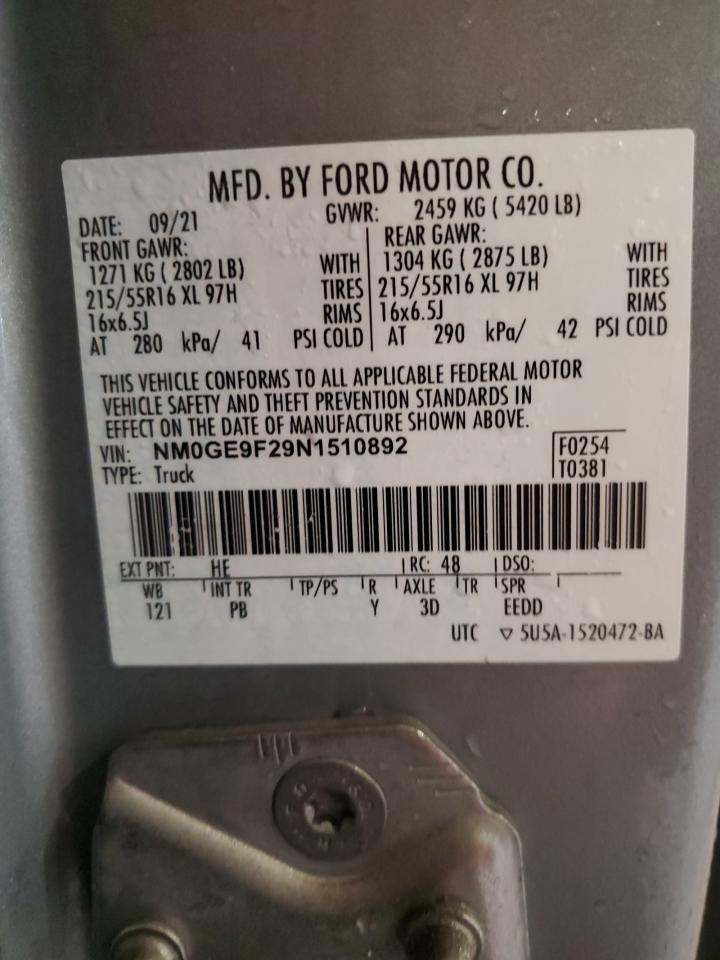 MFD. BY FORD MOTOR CO.
DATE: 09/21 GVWR: 2459 KG ( 5420 LB)
FRONT GAWR: REAR GAWR:
1271 KG ( 2802 LB) WITH 1304 KG ( 2875 LB) WITH
215/55R16 XL 97H TIRES 215/55R16 XL 97H TIRES
16x6.5J RIMS 16x6.5J RIMS
AT 280 kPa/ 41 PSI COLD AT 290 kPa/ 42 PSI COLD
THIS VEHICLE CONFORMS TO ALL APPLICABLE FEDERAL MOTOR
VEHICLE SAFETY AND THEFT PREVENTION STANDARDS IN
EFFECT ON THE DATE OF MANUFACTURE SHOWN ABOVE.
VIN: NM0GE9F29N1510892 F0254
TYPE: Truck T0381
EXT PNT: HE RC: 48 DSO:
WB INT TR TP/PS R AXLE TR SPR
121 PB Y 3D EEDD
UTC ▽ 5U5A-1520472-BA